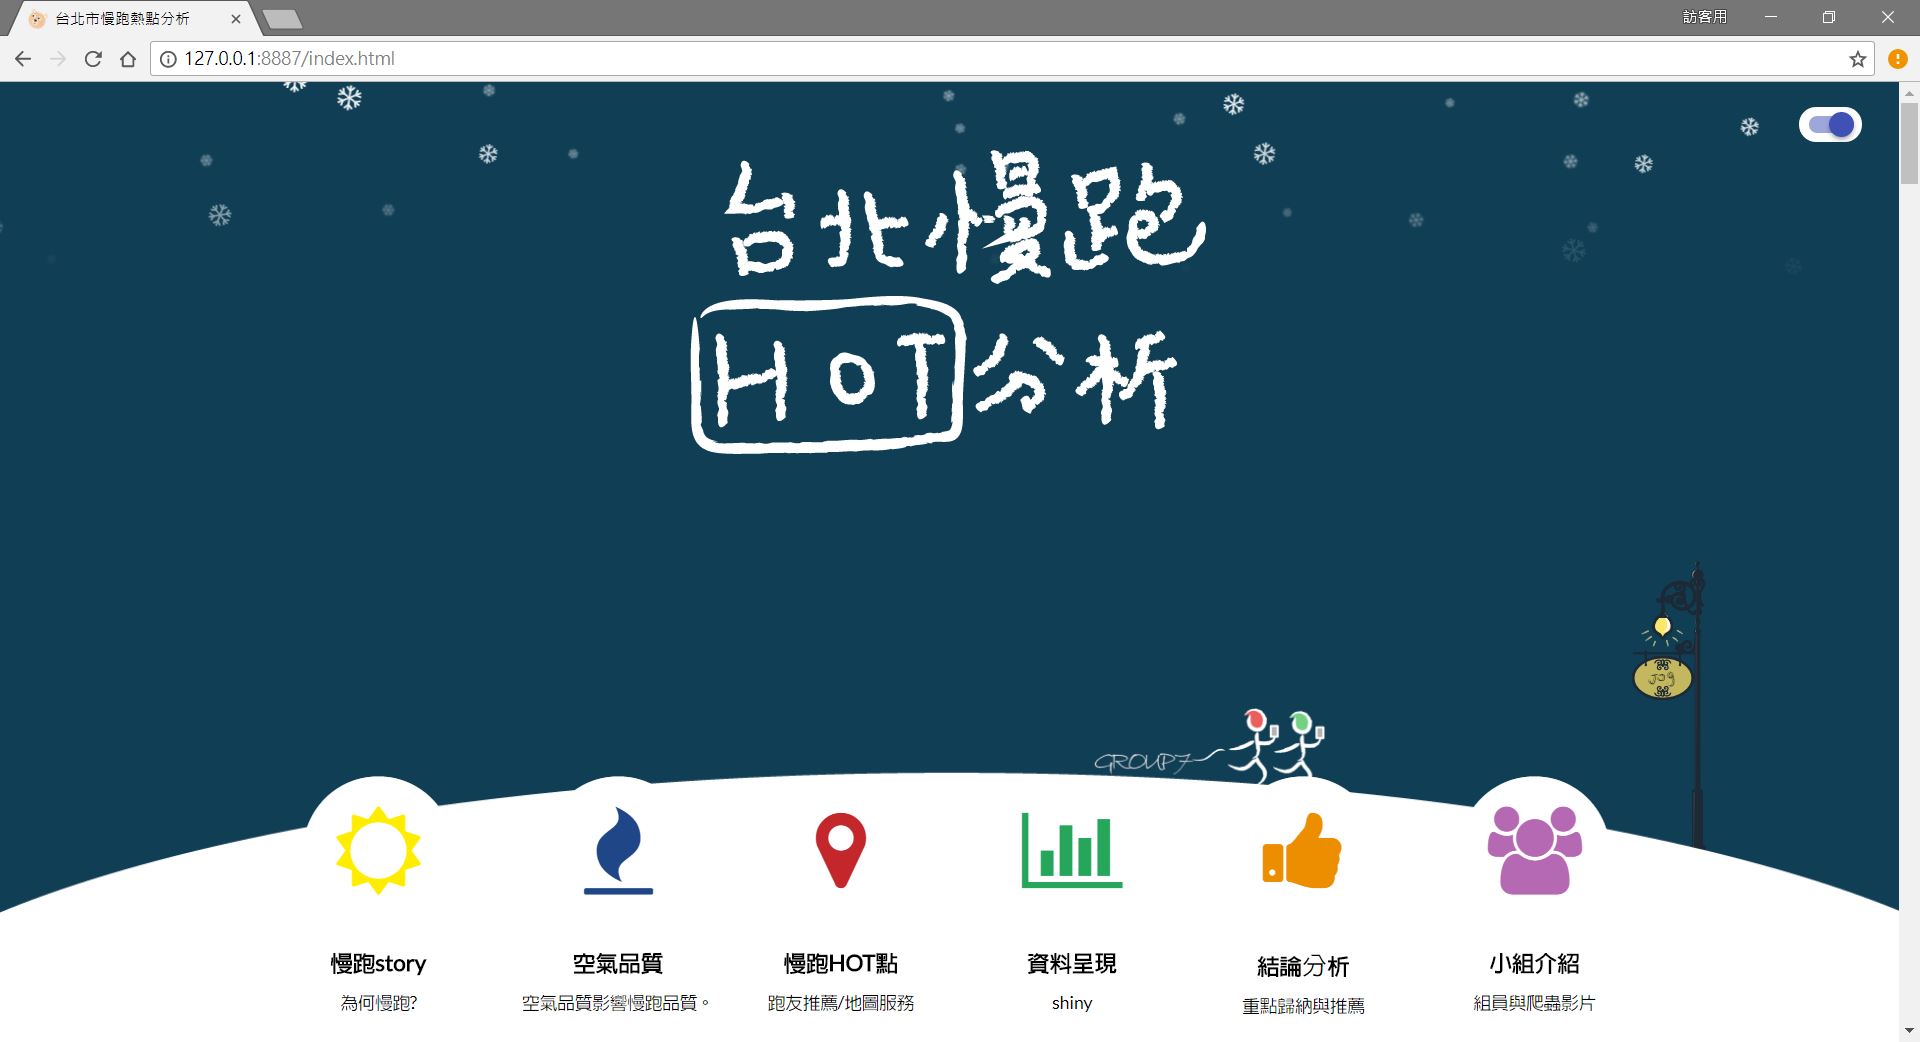 台北市慢跑熱點分析
訪客用
127.0.0.1:8887/index.html
台北慢跑
HOT分析
Jog
GROUP7
慢跑story
為何慢跑?
空氣品質
空氣品質影響慢跑品質。
慢跑HOT點
跑友推薦/地圖服務
資料呈現
shiny
結論分析
重點歸納與推薦
小組介紹
組員與爬蟲影片